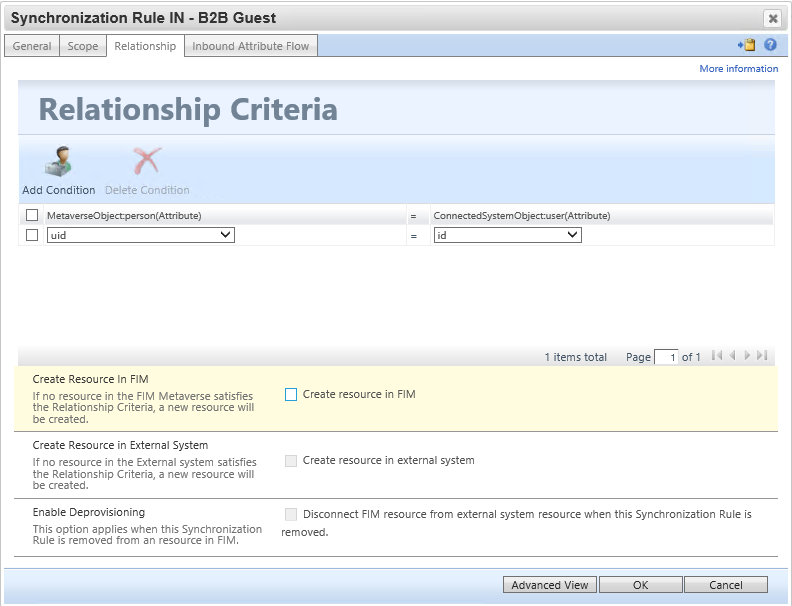 Synchronization Rule IN - B2B Guest
General Scope Relationship Inbound Attribute Flow
More information
Relationship Criteria
Add Condition Delete Condition
MetaverseObject:person(Attribute) = ConnectedSystemObject:user(Attribute)
uid = id
1 items total Page 1 of 1
Create Resource In FIM
If no resource in the FIM Metaverse satisfies
the Relationship Criteria, a new resource will
be created.
Create resource in FIM
Create Resource in External System
If no resource in the External system satisfies
the Relationship Criteria, a new resource will
be created.
Create resource in external system
Enable Deprovisioning
This option applies when this Synchronization
Rule is removed from an resource in FIM.
Disconnect FIM resource from external system resource when this Synchronization Rule is
removed.
Advanced View OK Cancel